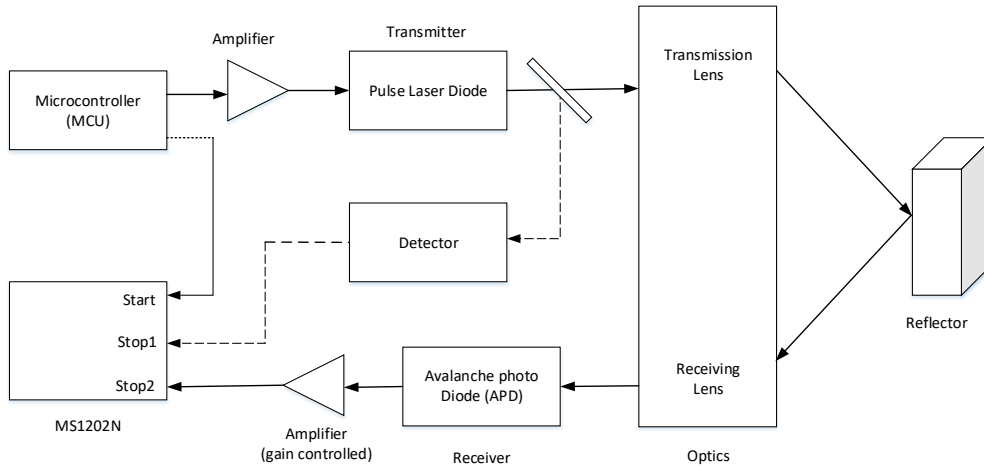 Amplifier
Transmitter
Microcontroller
(MCU)
Pulse Laser Diode
Transmission
Lens
Detector
Start
Stop1
Stop2
MS1202N
Amplifier
(gain controlled)
Avalanche photo
Diode (APD)
Receiver
Receiving
Lens
Optics
Reflector